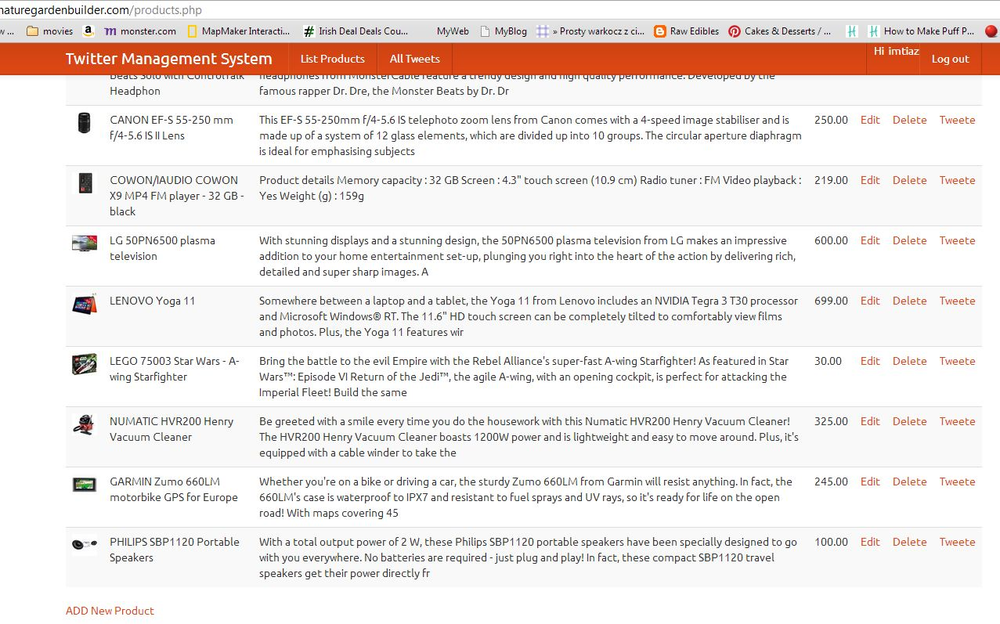 naturegardenbuilder.com/products.php
w ... movies monster.com MapMaker Interacti... Irish Deal Deals Cou... MyWeb MyBlog » Prosty warkocz z ci... Raw Edibles Cakes & Desserts / ... How to Make Puff P...
Twitter Management System List Products All Tweets Hi imtiaz Log out
Beats Solo with ControlTalk headphones from MonsterCable feature a trendy design and high quality performance. Developed by the
Headphon famous rapper Dr. Dre, the Monster Beats by Dr. Dr
CANON EF-S 55-250 mm This EF-S 55-250mm f/4-5.6 IS telephoto zoom lens from Canon comes with a 4-speed image stabiliser and is 250.00 Edit Delete Tweete
f/4-5.6 IS II Lens made up of a system of 12 glass elements, which are divided up into 10 groups. The circular aperture diaphragm
is ideal for emphasising subjects
COWON/IAUDIO COWON Product details Memory capacity : 32 GB Screen : 4.3" touch screen (10.9 cm) Radio tuner : FM Video playback : 219.00 Edit Delete Tweete
X9 MP4 FM player - 32 GB - Yes Weight (g) : 159g
black
LG 50PN6500 plasma With stunning displays and a stunning design, the 50PN6500 plasma television from LG makes an impressive 600.00 Edit Delete Tweete
television addition to your home entertainment set-up, plunging you right into the heart of the action by delivering rich,
detailed and super sharp images. A
LENOVO Yoga 11 Somewhere between a laptop and a tablet, the Yoga 11 from Lenovo includes an NVIDIA Tegra 3 T30 processor 699.00 Edit Delete Tweete
and Microsoft Windows® RT. The 11.6" HD touch screen can be completely tilted to comfortably view films
and photos. Plus, the Yoga 11 features wir
LEGO 75003 Star Wars - A- Bring the battle to the evil Empire with the Rebel Alliance's super-fast A-wing Starfighter! As featured in Star 30.00 Edit Delete Tweete
wing Starfighter Wars™: Episode VI Return of the Jedi™, the agile A-wing, with an opening cockpit, is perfect for attacking the
Imperial Fleet! Build the same
NUMATIC HVR200 Henry Be greeted with a smile every time you do the housework with this Numatic HVR200 Henry Vacuum Cleaner! 325.00 Edit Delete Tweete
Vacuum Cleaner The HVR200 Henry Vacuum Cleaner boasts 1200W power and is lightweight and easy to move around. Plus, it's
equipped with a cable winder to take the
GARMIN Zumo 660LM Whether you're on a bike or driving a car, the sturdy Zumo 660LM from Garmin will resist anything. In fact, the 245.00 Edit Delete Tweete
motorbike GPS for Europe 660LM's case is waterproof to IPX7 and resistant to fuel sprays and UV rays, so it's ready for life on the open
road! With maps covering 45
PHILIPS SBP1120 Portable With a total output power of 2 W, these Philips SBP1120 portable speakers have been specially designed to go 100.00 Edit Delete Tweete
Speakers with you everywhere. No batteries are required - just plug and play! In fact, these compact SBP1120 travel
speakers get their power directly fr
ADD New Product